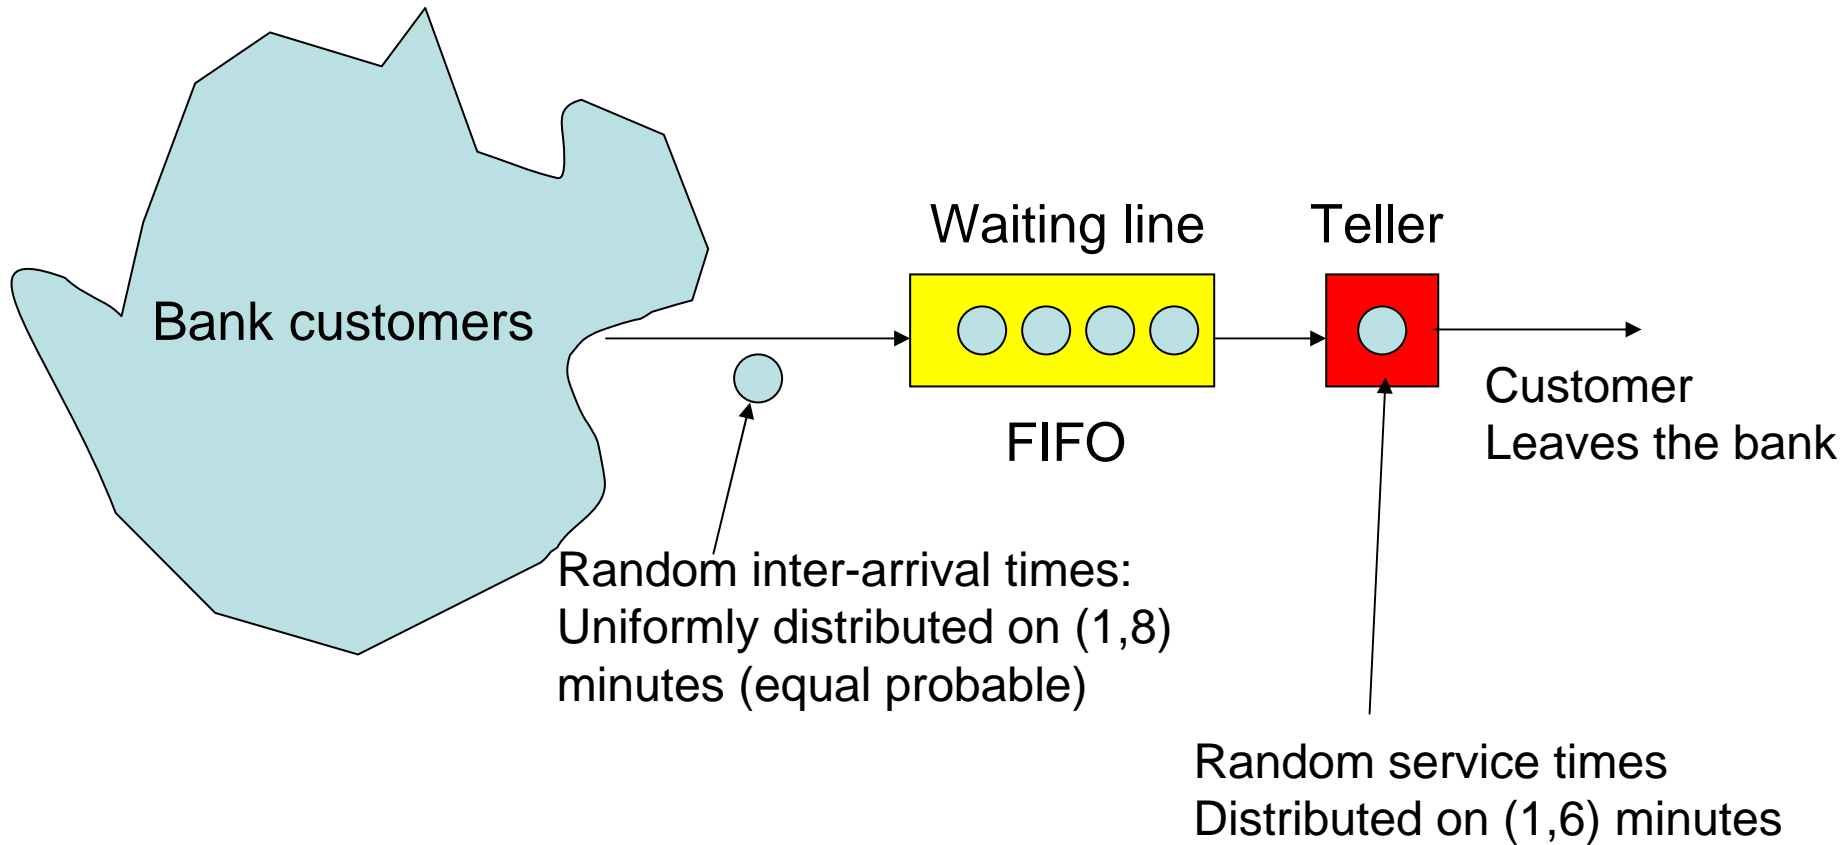 Waiting line
Teller
Bank customers
FIFO
Customer
Leaves the bank
Random inter-arrival times:
Uniformly distributed on (1,8)
minutes (equal probable)
Random service times
Distributed on (1,6) minutes